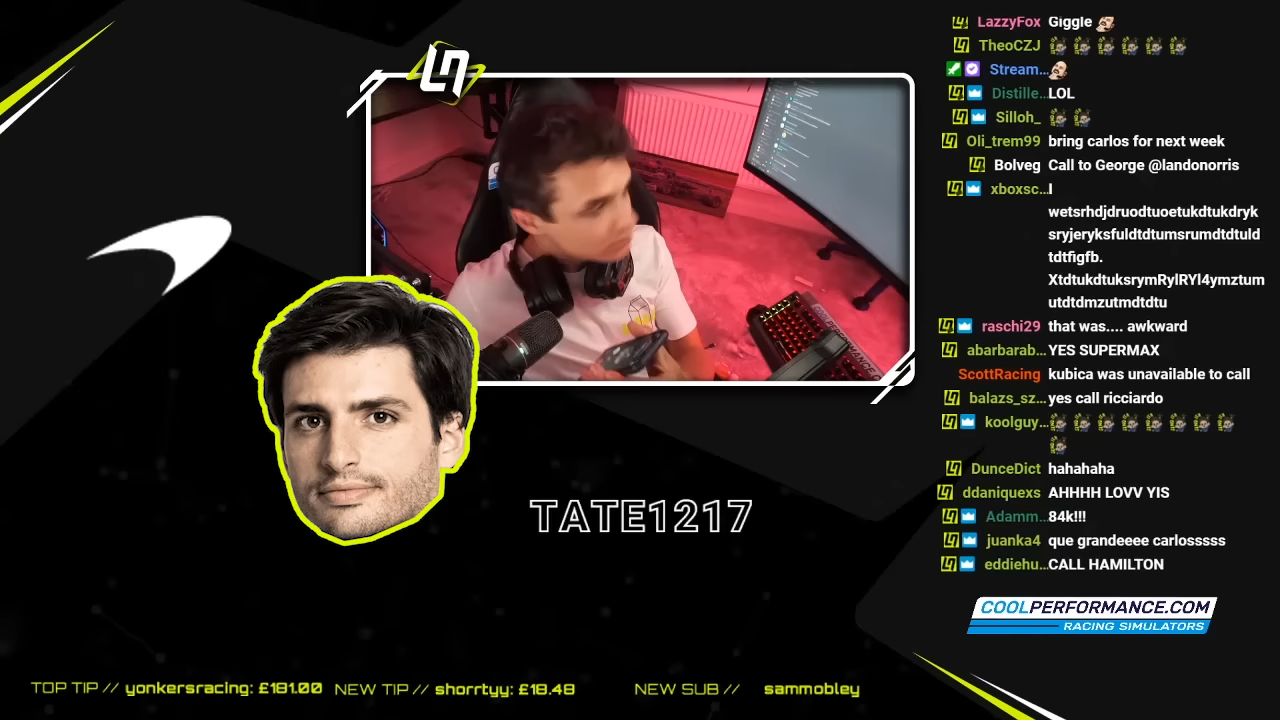 LazzyFox Giggle
TheoCZJ
Stream...
Distille... LOL
Silloh_
Oli_trem99 bring carlos for next week
Bolveg Call to George @landonorris
xboxsc... I
wetsrhdjdruodtuoetukdtukdryk
sryjeryksfuldtdtumsrumdtdtuld
tdtfigfb.
XtdtukdtuksrymRylRYl4ymztum
utdtdmzutmdtdtu
raschi29 that was.... awkward
abarbarab... YES SUPERMAX
ScottRacing kubica was unavailable to call
balazs_sz... yes call ricciardo
koolguy...
DunceDict hahahaha
ddaniquexs AHHHH LOVV YIS
Adamm... 84k!!!
juanka4 que grandeeee carlosssss
eddiehu... CALL HAMILTON
TATE1217
COOLPERFORMANCE.COM
RACING SIMULATORS
TOP TIP // yonkersracing: £181.00 NEW TIP // shorrtyy: £18.48 NEW SUB // sammobley